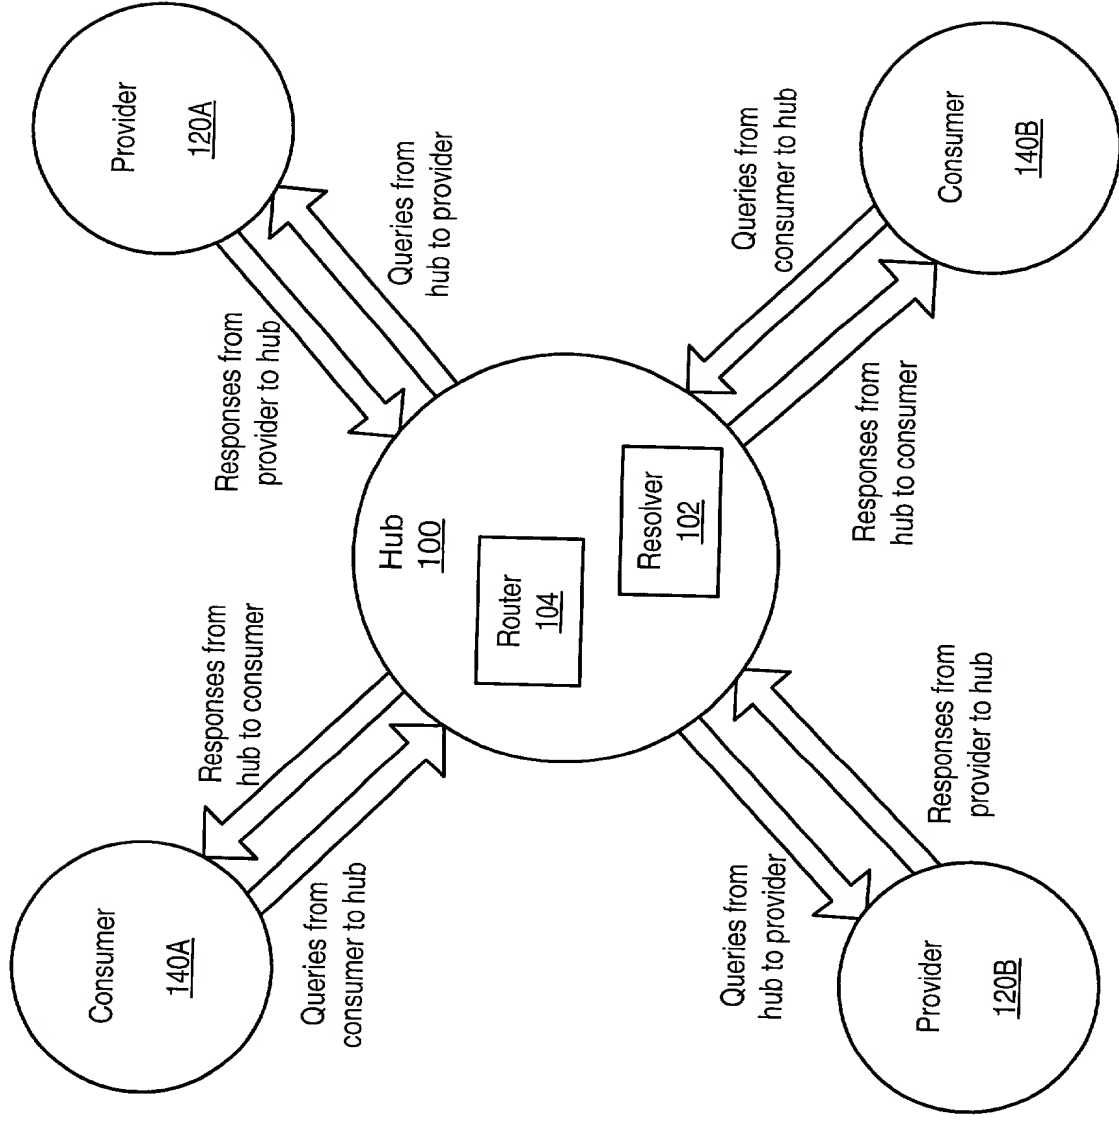 Consumer
140A
Responses from
hub to consumer
Queries from
consumer to hub
Provider
120A
Responses from
provider to hub
Queries from
hub to provider
Hub
100
Router
104
Resolver
102
Queries from
hub to provider
Responses from
provider to hub
Provider
120B
Queries from
consumer to hub
Responses from
hub to consumer
Consumer
140B